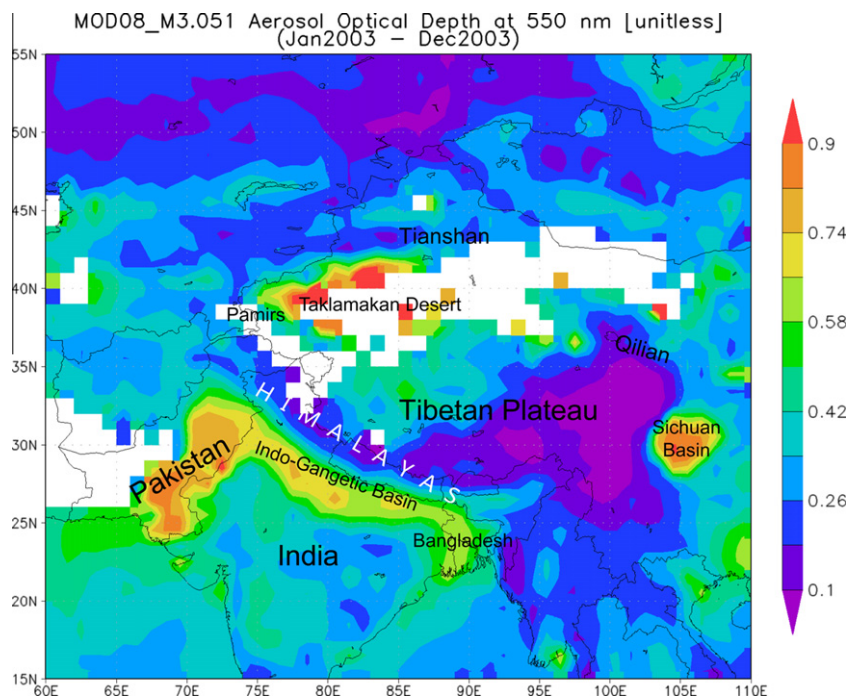 MOD08_M3.051 Aerosol Optical Depth at 550 nm [unitless]
(Jan2003 – Dec2003)
55N
50N
45N
40N
35N
30N
25N
20N
15N
60E
65E
70E
75E
80E
85E
90E
95E
100E
105E
110E
Tianshan
Taklamakan Desert
Pamirs
Qilian
HIMALAYAS
Tibetan Plateau
Sichuan
Basin
Pakistan
Indo-Gangetic Basin
Bangladesh
India
0.9
0.74
0.58
0.42
0.26
0.1